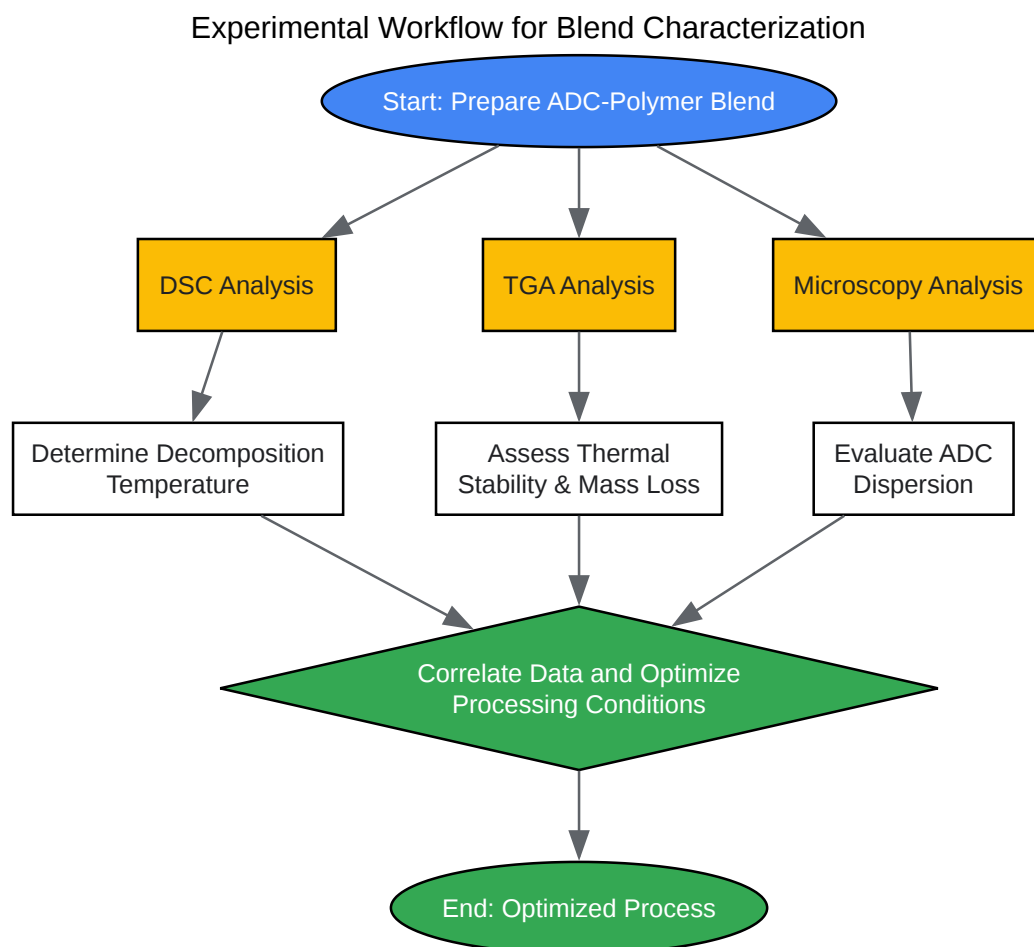 Experimental Workflow for Blend Characterization
Start: Prepare ADC-Polymer Blend
DSC Analysis
TGA Analysis
Microscopy Analysis
Determine Decomposition
Temperature
Assess Thermal
Stability & Mass Loss
Evaluate ADC
Dispersion
Correlate Data and Optimize
Processing Conditions
End: Optimized Process